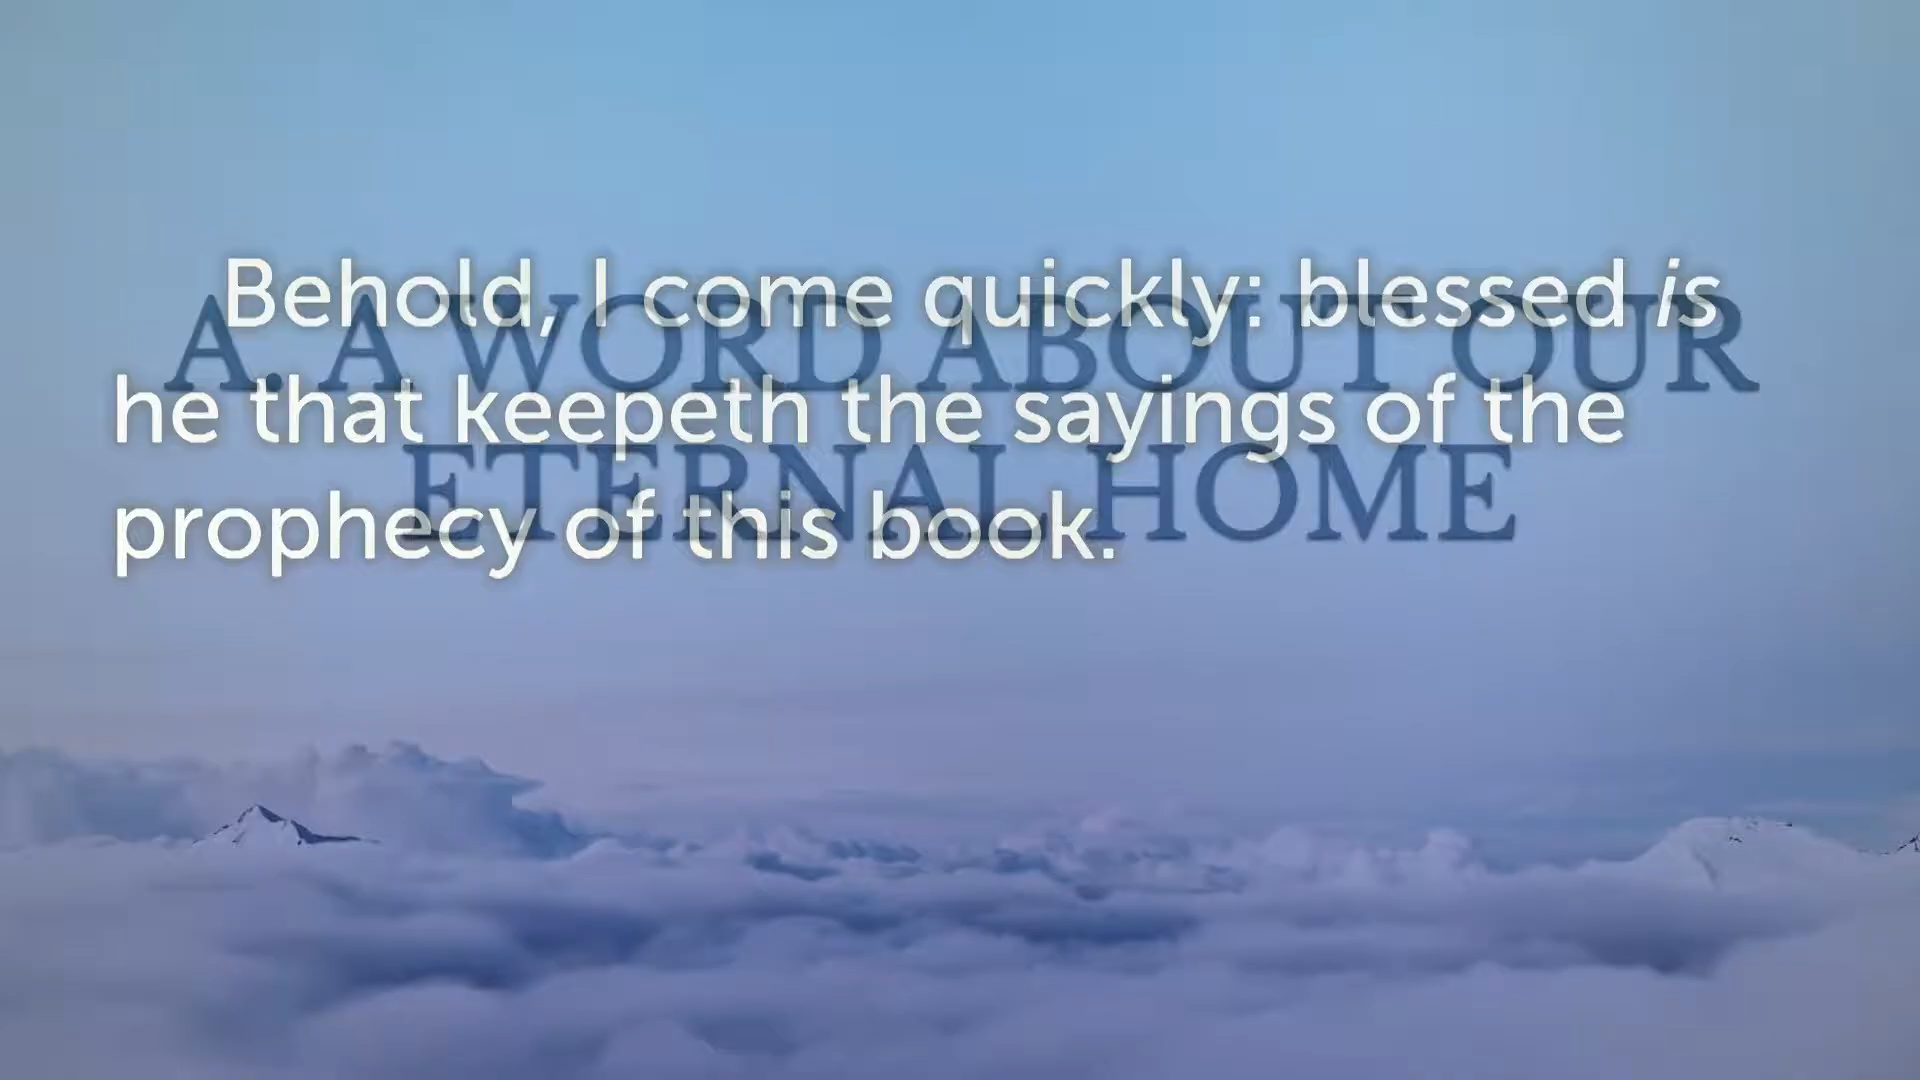 Behold, I come quickly: blessed is
he that keepeth the sayings of the
prophecy of this book.
A. A WORD ABOUT OUR
ETERNAL HOME